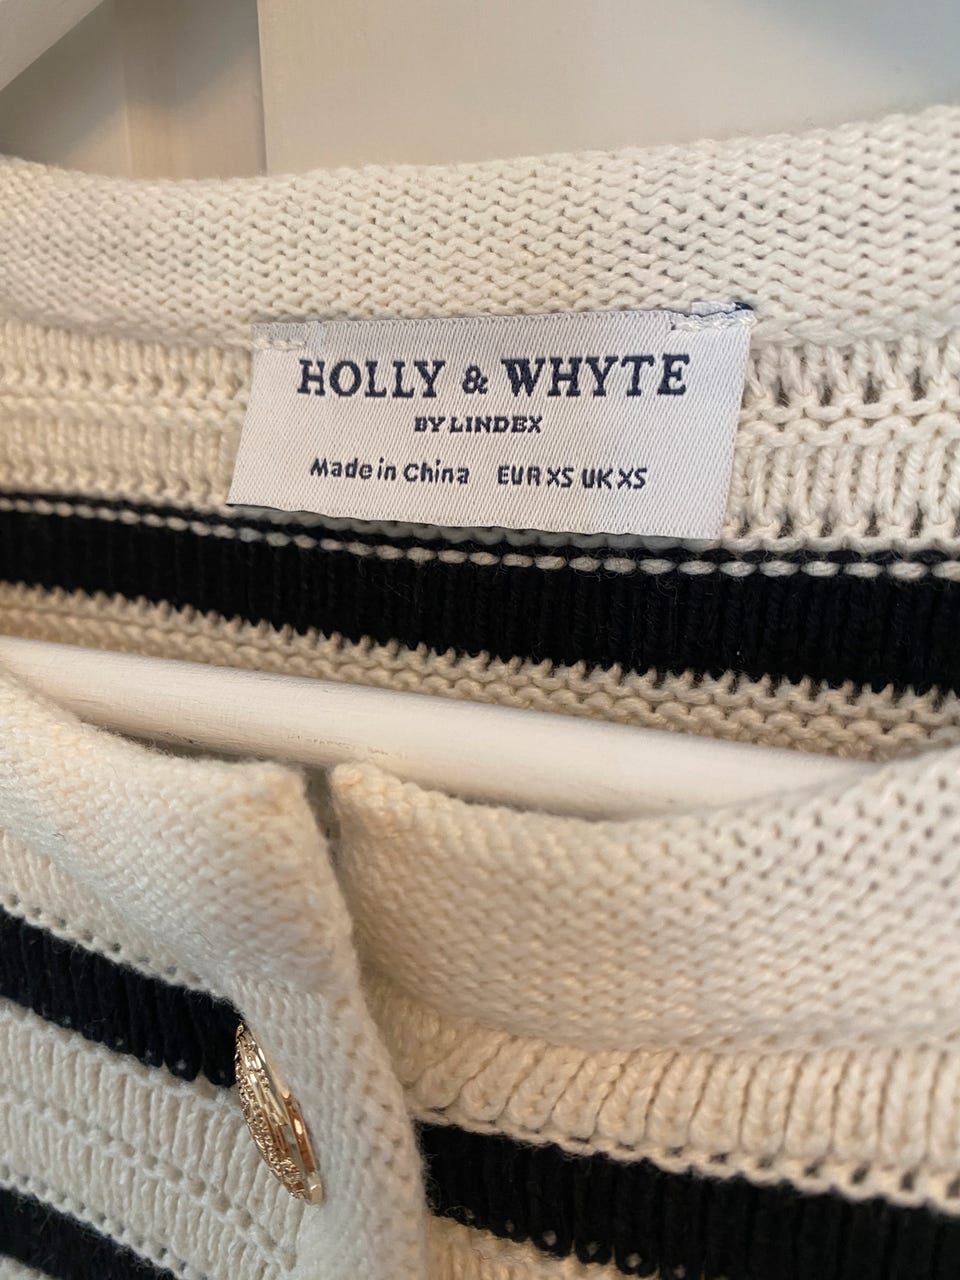 HOLLY & WHYTE
BY LINDEX
Made in China EUR XS UK XS